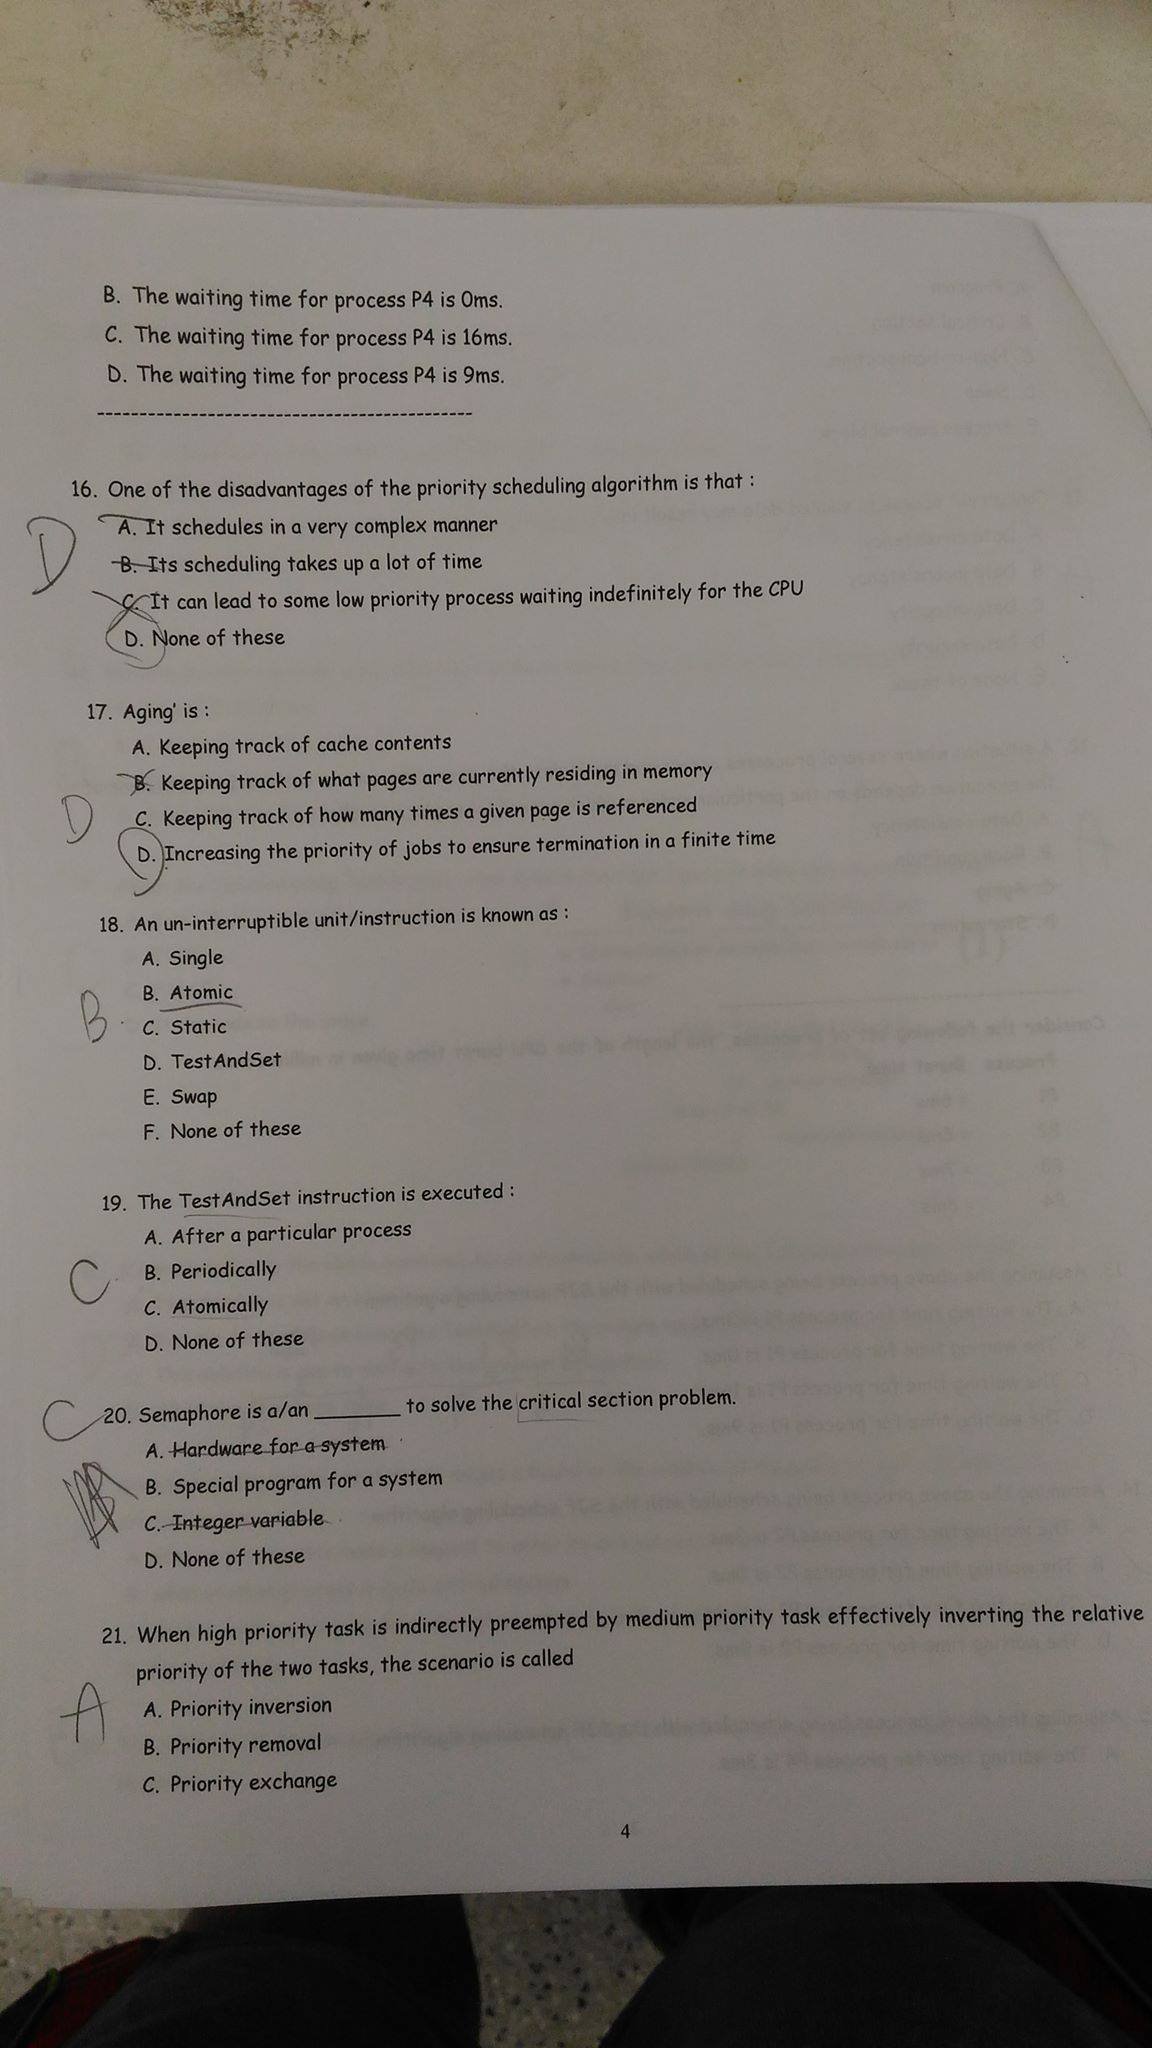 B. The waiting time for process P4 is 0ms.
C. The waiting time for process P4 is 16ms.
D. The waiting time for process P4 is 9ms.
--------------------------------------------
16. One of the disadvantages of the priority scheduling algorithm is that :
D
A. It schedules in a very complex manner
B. Its scheduling takes up a lot of time
C. It can lead to some low priority process waiting indefinitely for the CPU
D. None of these
17. Aging' is :
A. Keeping track of cache contents
B. Keeping track of what pages are currently residing in memory
D
C. Keeping track of how many times a given page is referenced
D. Increasing the priority of jobs to ensure termination in a finite time
18. An un-interruptible unit/instruction is known as :
A. Single
B. Atomic
B
C. Static
D. TestAndSet
E. Swap
F. None of these
19. The TestAndSet instruction is executed :
A. After a particular process
C
B. Periodically
C. Atomically
D. None of these
C
20. Semaphore is a/an ________ to solve the critical section problem.
A. Hardware for a system
B. Special program for a system
C. Integer variable
D. None of these
21. When high priority task is indirectly preempted by medium priority task effectively inverting the relative
priority of the two tasks, the scenario is called
A
A. Priority inversion
B. Priority removal
C. Priority exchange
4